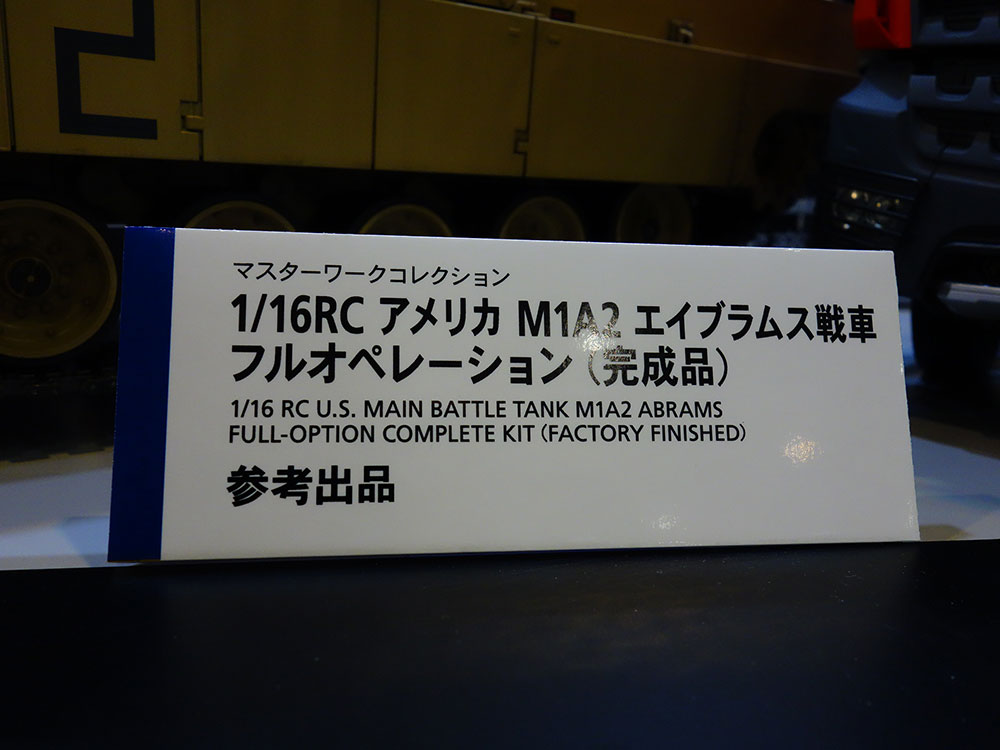 2
マスターワークコレクション
1/16RC アメリカ M1A2 エイブラムス戦車
フルオペレーション（完成品）
1/16 RC U.S. MAIN BATTLE TANK M1A2 ABRAMS
FULL-OPTION COMPLETE KIT (FACTORY FINISHED)
参考出品